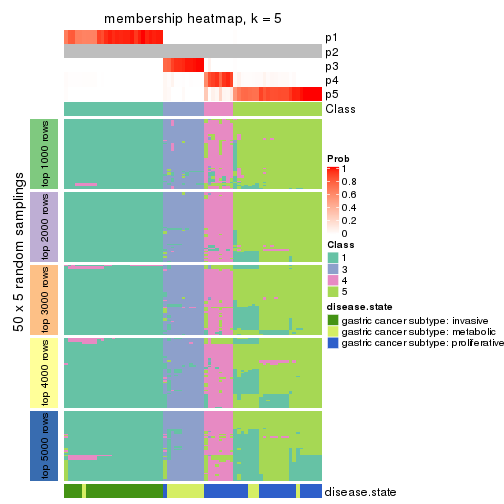 membership heatmap, k = 5
p1
p2
p3
p4
p5
Class
50 x 5 random samplings
top 1000 rows
top 2000 rows
top 3000 rows
top 4000 rows
top 5000 rows
Prob
1
0.8
0.6
0.4
0.2
0
Class
1
3
4
5
disease.state
gastric cancer subtype: invasive
gastric cancer subtype: metabolic
gastric cancer subtype: proliferative
disease.state